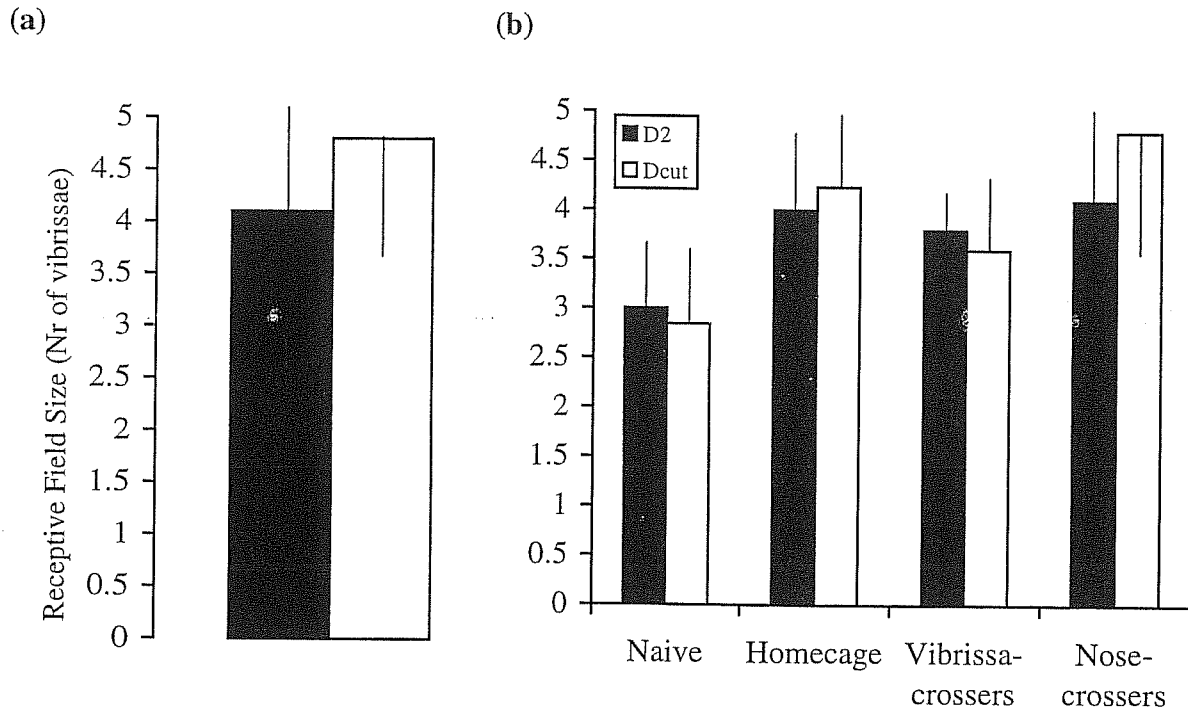 (a)
(b)
Receptive Field Size (Nr of vibrissae)
5
4.5
4
3.5
3
2.5
2
1.5
1
0.5
0
5
4.5
4
3.5
3
2.5
2
1.5
1
0.5
0
D2
Dcut
Naive
Homecage
Vibrissa-
crossers
Nose-
crossers